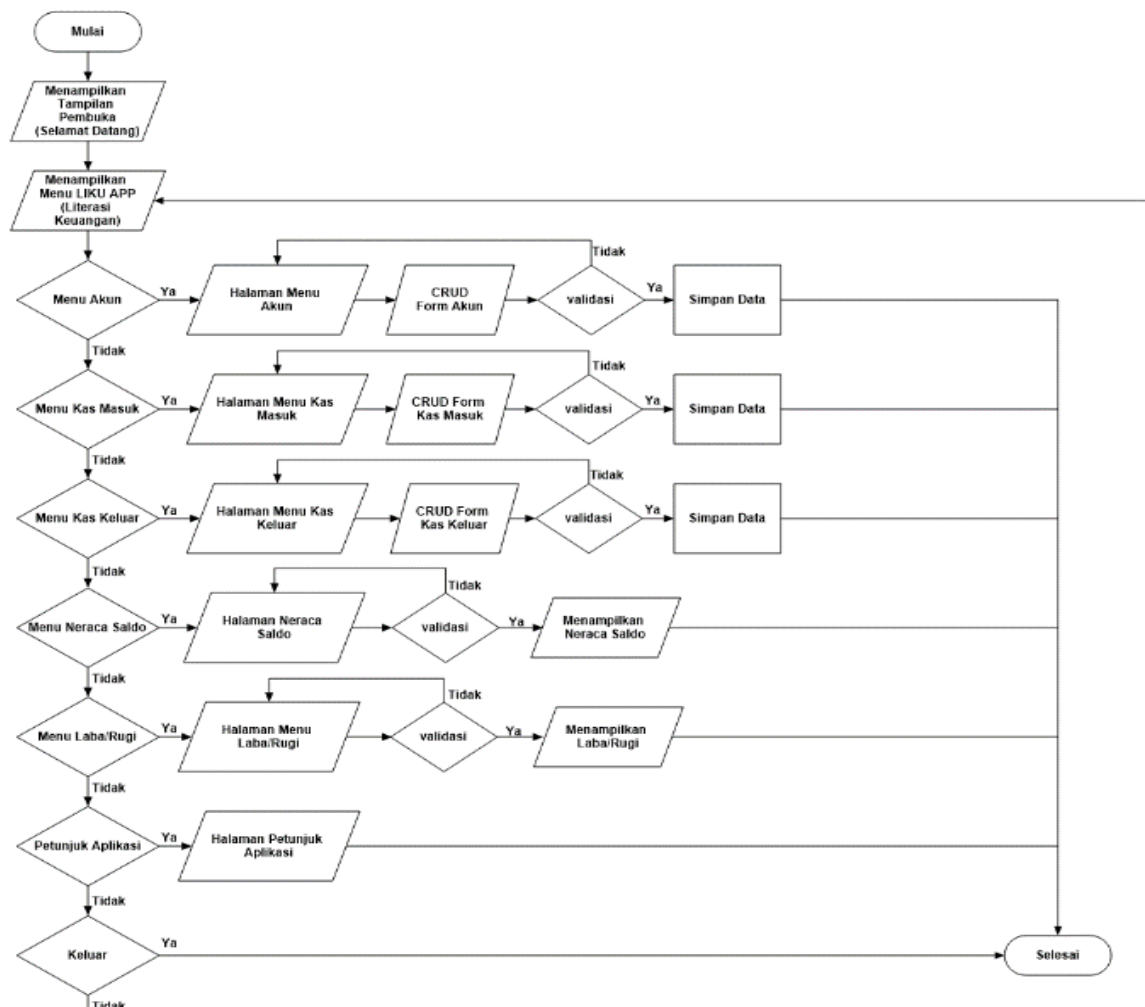 Mulai
Menampilkan
Tampilan
Pembuka
(Selamat Datang)
Menampilkan
Menu LIKU APP
(Literasi
Keuangan)
Tidak
Menu Akun
Ya
Halaman Menu
Akun
CRUD
Form Akun
validasi
Ya
Simpan Data
Tidak
Tidak
Menu Kas Masuk
Ya
Halaman Menu Kas
Masuk
CRUD Form
Kas Masuk
validasi
Ya
Simpan Data
Tidak
Tidak
Menu Kas Keluar
Ya
Halaman Menu Kas
Keluar
CRUD Form
Kas Keluar
validasi
Ya
Simpan Data
Tidak
Tidak
Menu Neraca Saldo
Ya
Halaman Neraca
Saldo
validasi
Ya
Menampilkan
Neraca Saldo
Tidak
Tidak
Menu Laba/Rugi
Ya
Halaman Menu
Laba/Rugi
validasi
Ya
Menampilkan
Laba/Rugi
Tidak
Petunjuk Aplikasi
Ya
Halaman Petunjuk
Aplikasi
Tidak
Keluar
Ya
Selesai
Tidak